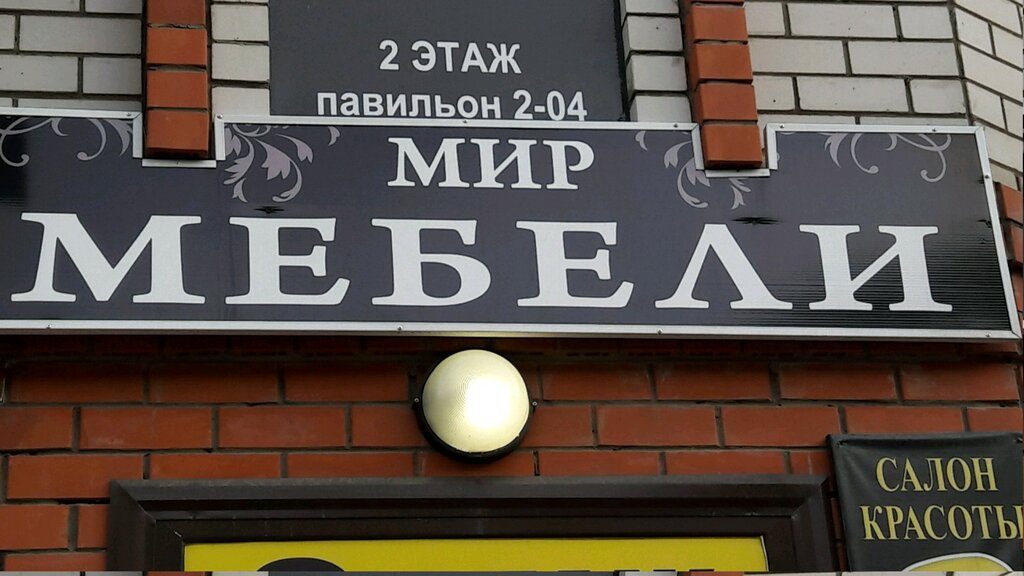 2 ЭТАЖ
павильон 2-04
МИР
МЕБЕЛИ
САЛОН
КРАСОТЫ